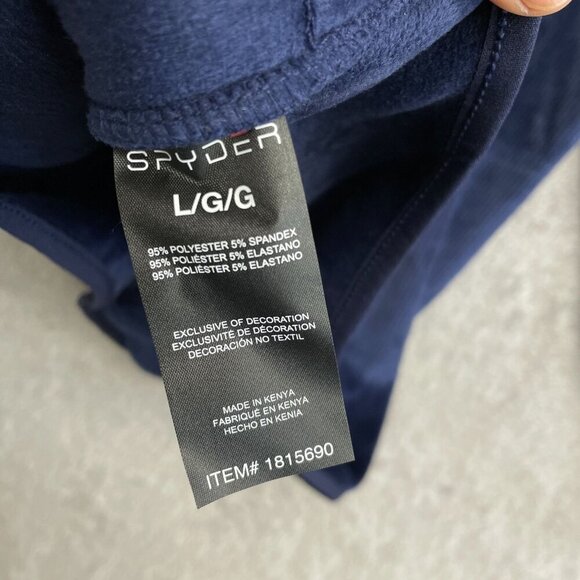 SPYDER
L/G/G
95% POLYESTER 5% SPANDEX
95% POLIÉSTER 5% ELASTANO
95% POLIÉSTER 5% ELASTANO
EXCLUSIVE OF DECORATION
EXCLUSIVITÉ DE DÉCORATION
DECORACIÓN NO TEXTIL
MADE IN KENYA
FABRIQUÉ EN KENYA
HECHO EN KENIA
ITEM# 1815690